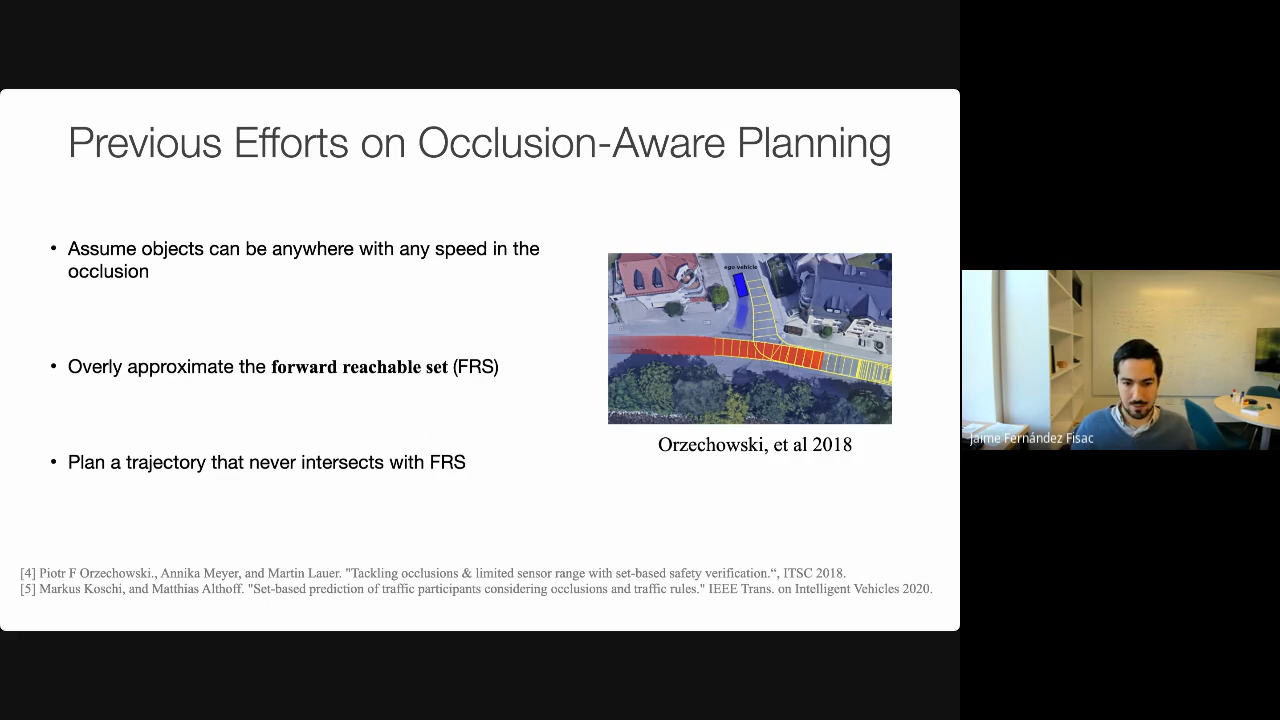 Previous Efforts on Occlusion-Aware Planning
• Assume objects can be anywhere with any speed in the
occlusion
• Overly approximate the forward reachable set (FRS)
• Plan a trajectory that never intersects with FRS
ego vehicle
Orzechowski, et al 2018
[4] Piotr F Orzechowski., Annika Meyer, and Martin Lauer. "Tackling occlusions & limited sensor range with set-based safety verification.“, ITSC 2018.
[5] Markus Koschi, and Matthias Althoff. "Set-based prediction of traffic participants considering occlusions and traffic rules." IEEE Trans. on Intelligent Vehicles 2020.
Jaime Fernández Fisac